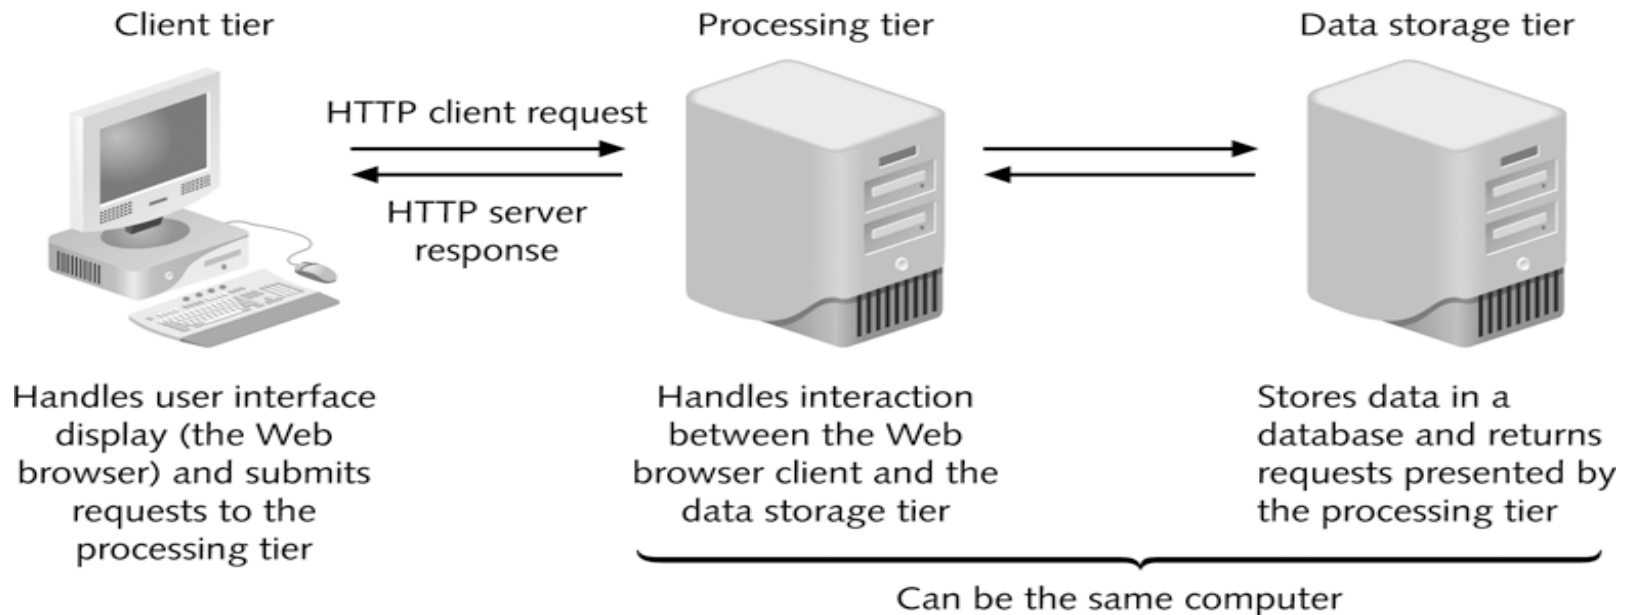 Client tier
Processing tier
Data storage tier
HTTP client request
HTTP server
response
Handles user interface
display (the Web
browser) and submits
requests to the
processing tier
Handles interaction
between the Web
browser client and the
data storage tier
Stores data in a
database and returns
requests presented by
the processing tier
Can be the same computer